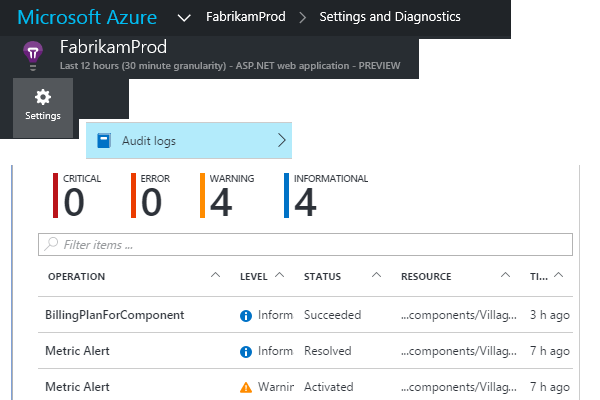 Microsoft Azure FabrikamProd Settings and Diagnostics
FabrikamProd
Last 12 hours (30 minute granularity) - ASP.NET web application - PREVIEW
Settings
Audit logs
CRITICAL ERROR WARNING INFORMATIONAL
0 0 4 4
Filter items ...
OPERATION LEVEL STATUS RESOURCE TI...
BillingPlanForComponent Inform Succeeded ...components/Villag... 3 h ago
Metric Alert Inform Resolved ...components/Villag... 7 h ago
Metric Alert Warnin Activated ...components/Villag... 7 h ago